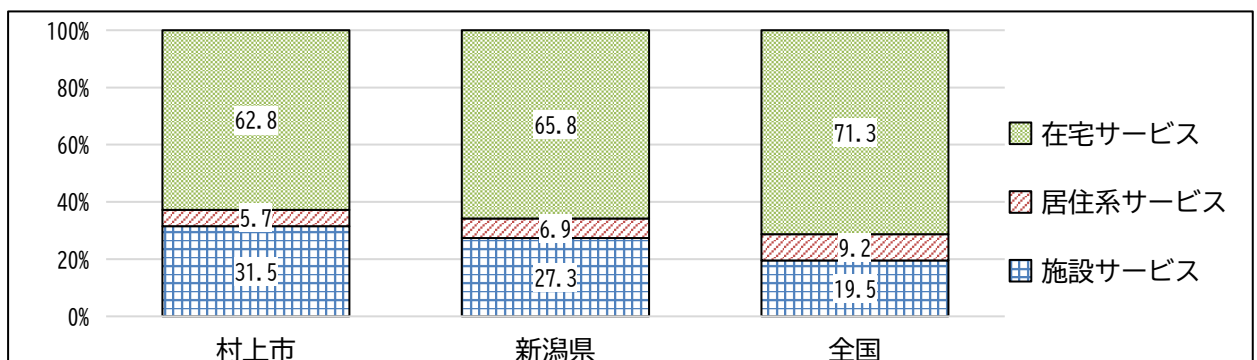 100%
80%
60%
40%
20%
0%
62.8
5.7
31.5
65.8
6.9
27.3
71.3
9.2
19.5
村上市
新潟県
全国
在宅サービス
居住系サービス
施設サービス